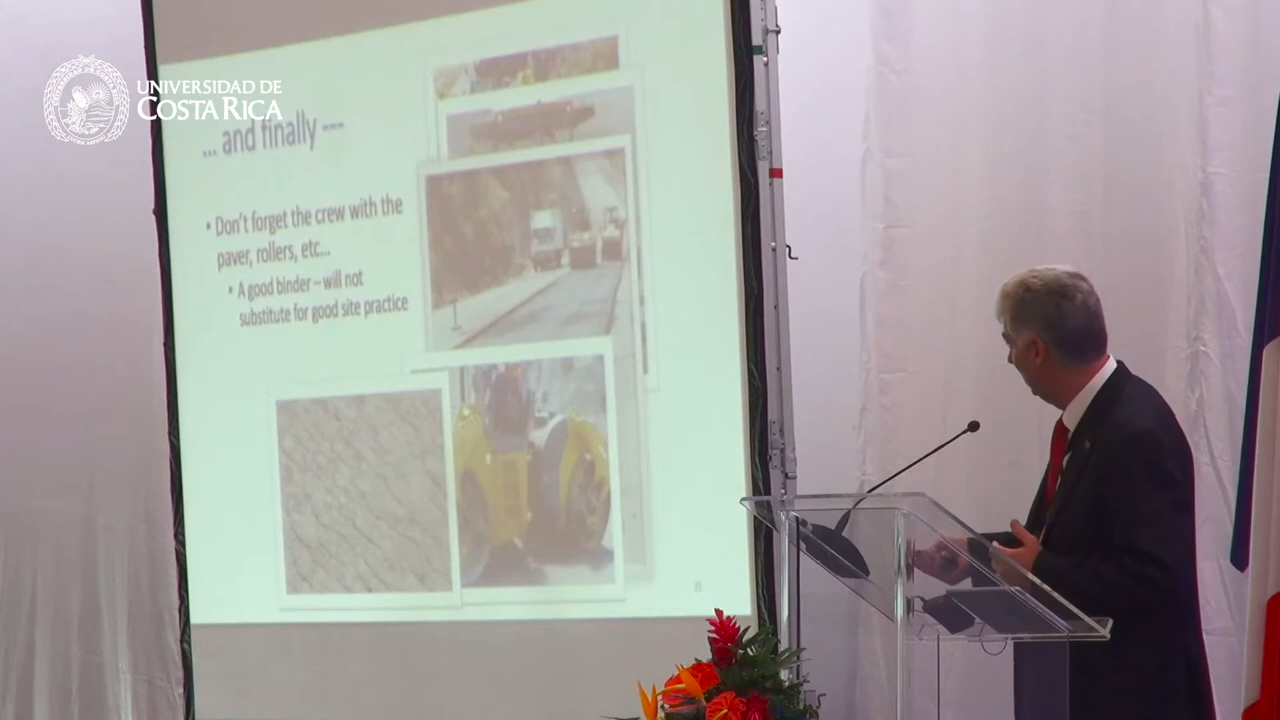 UNIVERSIDAD DE
COSTA RICA
... and finally --
• Don't forget the crew with the
paver, rollers, etc...
• A good binder – will not
substitute for good site practice